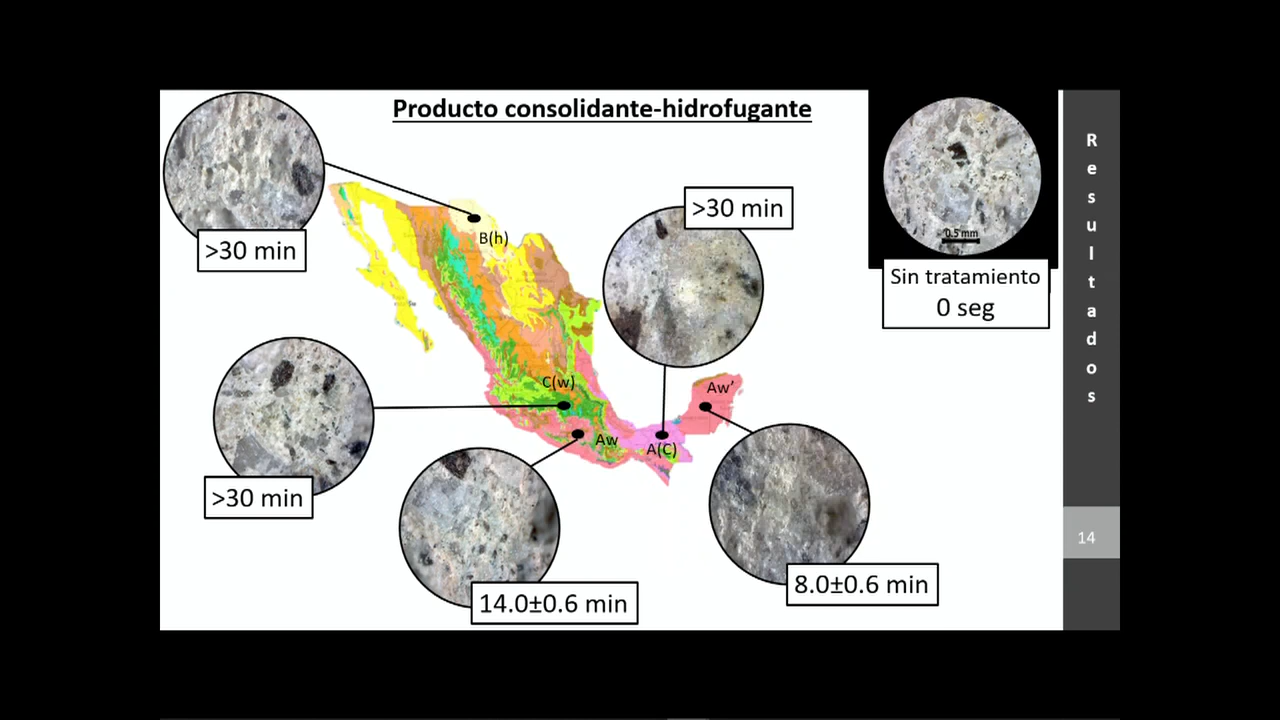 Producto consolidante-hidrofugante
>30 min
B(h)
>30 min
0.5 mm
Sin tratamiento
0 seg
C(w)
Aw'
Aw
A(C)
>30 min
14.0±0.6 min
8.0±0.6 min
R
e
s
u
l
t
a
d
o
s
14